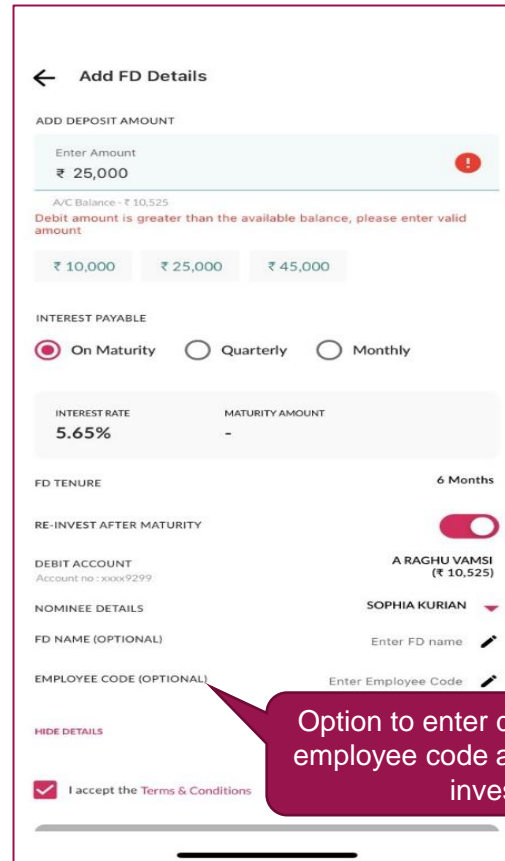 Add FD Details
ADD DEPOSIT AMOUNT
Enter Amount
₹ 25,000
A/C Balance - ₹ 10,525
Debit amount is greater than the available balance, please enter valid
amount
₹ 10,000 ₹ 25,000 ₹ 45,000
INTEREST PAYABLE
On Maturity Quarterly Monthly
INTEREST RATE MATURITY AMOUNT
5.65% -
FD TENURE 6 Months
RE-INVEST AFTER MATURITY
DEBIT ACCOUNT A RAGHU VAMSI
Account no : xxxx9299 (₹ 10,525)
NOMINEE DETAILS SOPHIA KURIAN
FD NAME (OPTIONAL) Enter FD name
EMPLOYEE CODE (OPTIONAL) Enter Employee Code
Option to enter
employee code
HIDE DETAILS
I accept the Terms & Conditions